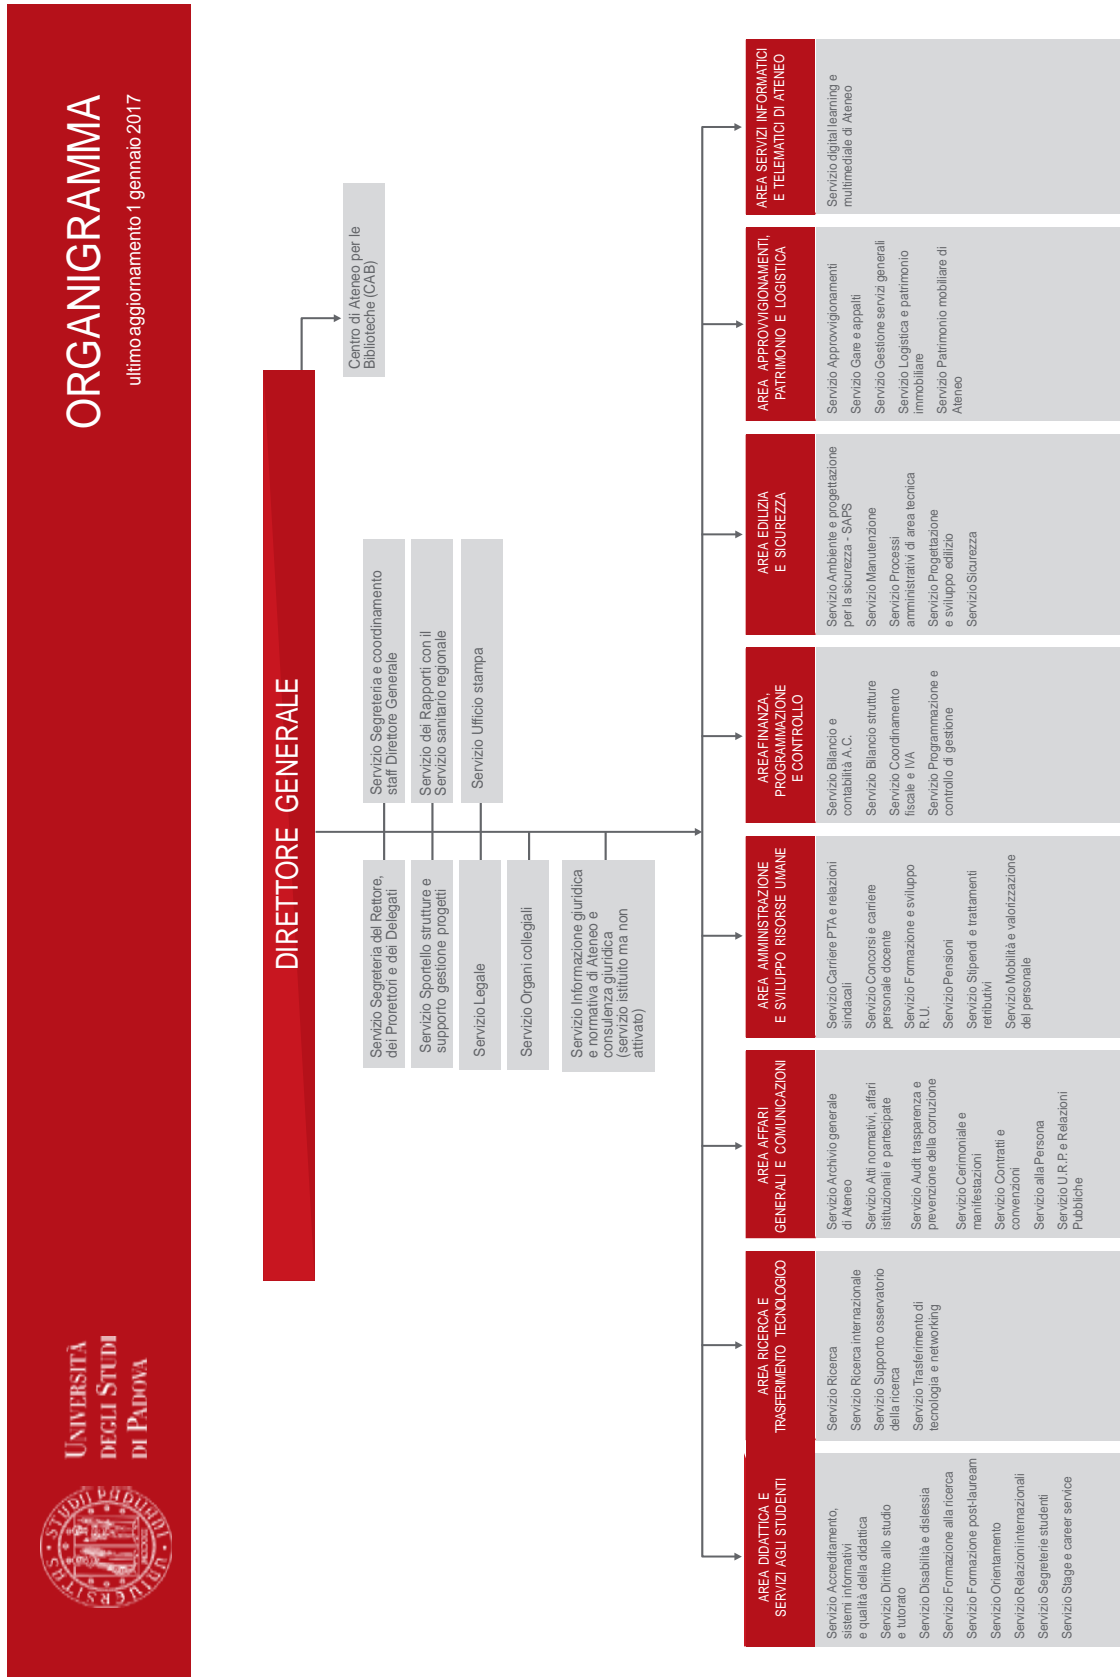 UNIVERSITÀ
DEGLI STUDI
DI PADOVA
ORGANIGRAMMA
ultimoaggiornamento 1 gennaio 2017
DIRETTORE GENERALE
Centro di Ateneo per le
Biblioteche (CAB)
Servizio Segreteria del Rettore,
dei Prorettori e dei Delegati
Servizio Segreteria e coordinamento
staff Direttore Generale
Servizio Sportello strutture e
supporto gestione progetti
Servizio dei Rapporti con il
Servizio sanitario regionale
Servizio Legale
Servizio Ufficio stampa
Servizio Organi collegiali
Servizio Informazione giuridica
e normativa di Ateneo e
consulenza giuridica
(servizio istituito ma non
attivato)
AREA DIDATTICA E
SERVIZI AGLI STUDENTI
Servizio Accreditamento,
sistemi informativi
e qualità della didattica
Servizio Diritto allo studio
e tutorato
Servizio Disabilità e dislessia
Servizio Formazione alla ricerca
Servizio Formazione post-lauream
Servizio Orientamento
Servizio Relazioni internazionali
Servizio Segreterie studenti
Servizio Stage e career service
AREA RICERCA E
TRASFERIMENTO TECNOLOGICO
Servizio Ricerca
Servizio Ricerca internazionale
Servizio Supporto osservatorio
della ricerca
Servizio Trasferimento di
tecnologia e networking
AREA AFFARI
GENERALI E COMUNICAZIONI
Servizio Archivio generale
di Ateneo
Servizio Atti normativi, affari
istituzionali e partecipate
Servizio Audit trasparenza e
prevenzione della corruzione
Servizio Cerimoniale e
manifestazioni
Servizio Contratti e
convenzioni
Servizio alla Persona
Servizio U.R.P. e Relazioni
Pubbliche
AREA AMMINISTRAZIONE
E SVILUPPO RISORSE UMANE
Servizio Carriere PTA e relazioni
sindacali
Servizio Concorsi e carriere
personale docente
Servizio Formazione e sviluppo
R.U.
Servizio Pensioni
Servizio Stipendi e trattamenti
retributivi
Servizio Mobilità e valorizzazione
del personale
AREA FINANZA,
PROGRAMMAZIONE
E CONTROLLO
Servizio Bilancio e
contabilità A.C.
Servizio Bilancio strutture
Servizio Coordinamento
fiscale e IVA
Servizio Programmazione e
controllo di gestione
AREA EDILIZIA
E SICUREZZA
Servizio Ambiente e progettazione
per la sicurezza - SAPS
Servizio Manutenzione
Servizio Processi
amministrativi di area tecnica
Servizio Progettazione
e sviluppo edilizio
Servizio Sicurezza
AREA APPROVVIGIONAMENTI,
PATRIMONIO E LOGISTICA
Servizio Approvvigionamenti
Servizio Gare e appalti
Servizio Gestione servizi generali
Servizio Logistica e patrimonio
immobiliare
Servizio Patrimonio mobiliare di
Ateneo
AREA SERVIZI INFORMATICI
E TELEMATICI DI ATENEO
Servizio digital learning e
multimediale di Ateneo